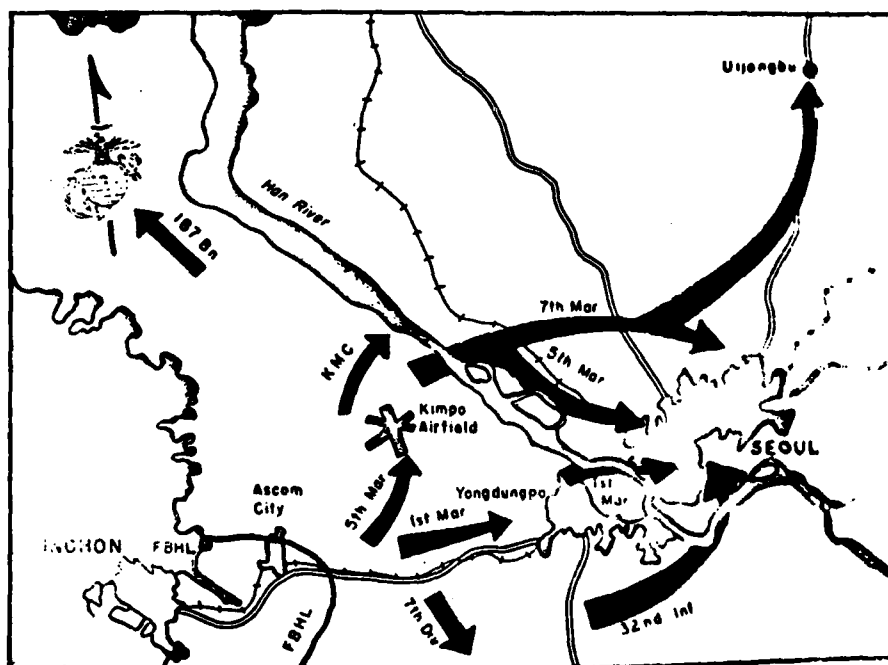 Uijongbu
Han River
187 Bn
7th Mar
KMC
5th Mar
Kimpo
Airfield
SEOUL
Ascom
City
5th Mar
1st Mar
Yongdungpo
1st
Mar
INCHON
FBHL
FBHL
7th Div
32nd Inf